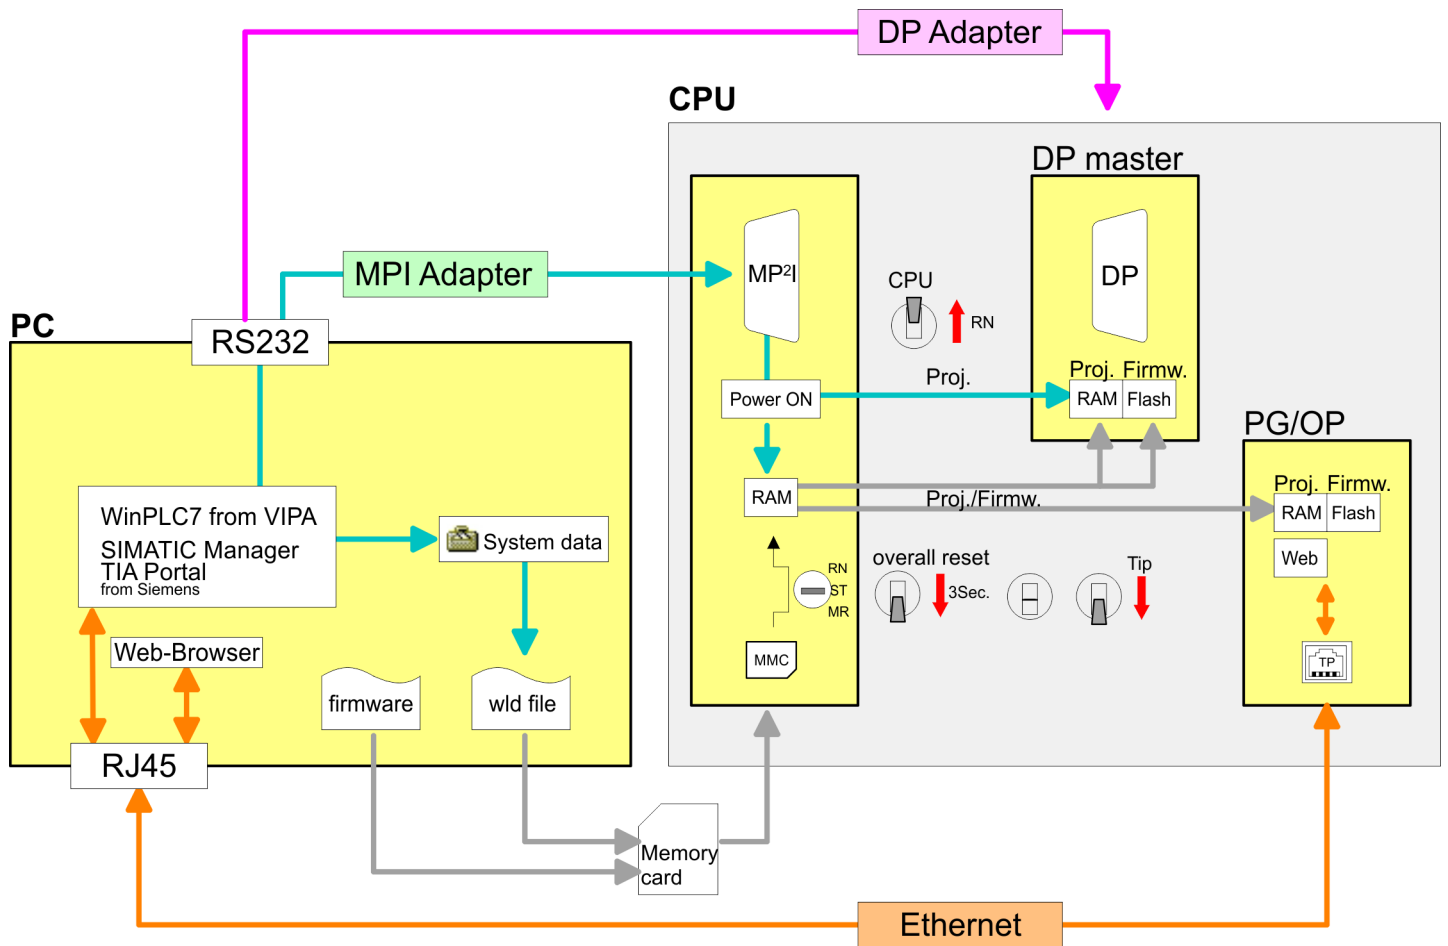 DP Adapter
CPU
DP master
MPI Adapter
MP²I
DP
CPU
RN
PC
RS232
Proj.
Proj. Firmw.
RAM Flash
Power ON
PG/OP
WinPLC7 from VIPA
SIMATIC Manager
TIA Portal
from Siemens
System data
RAM
Proj./Firmw.
Proj. Firmw.
RAM Flash
Web
overall reset
3Sec.
Tip
RN
ST
MR
Web-Browser
MMC
TP
firmware
wld file
RJ45
Memory
card
Ethernet